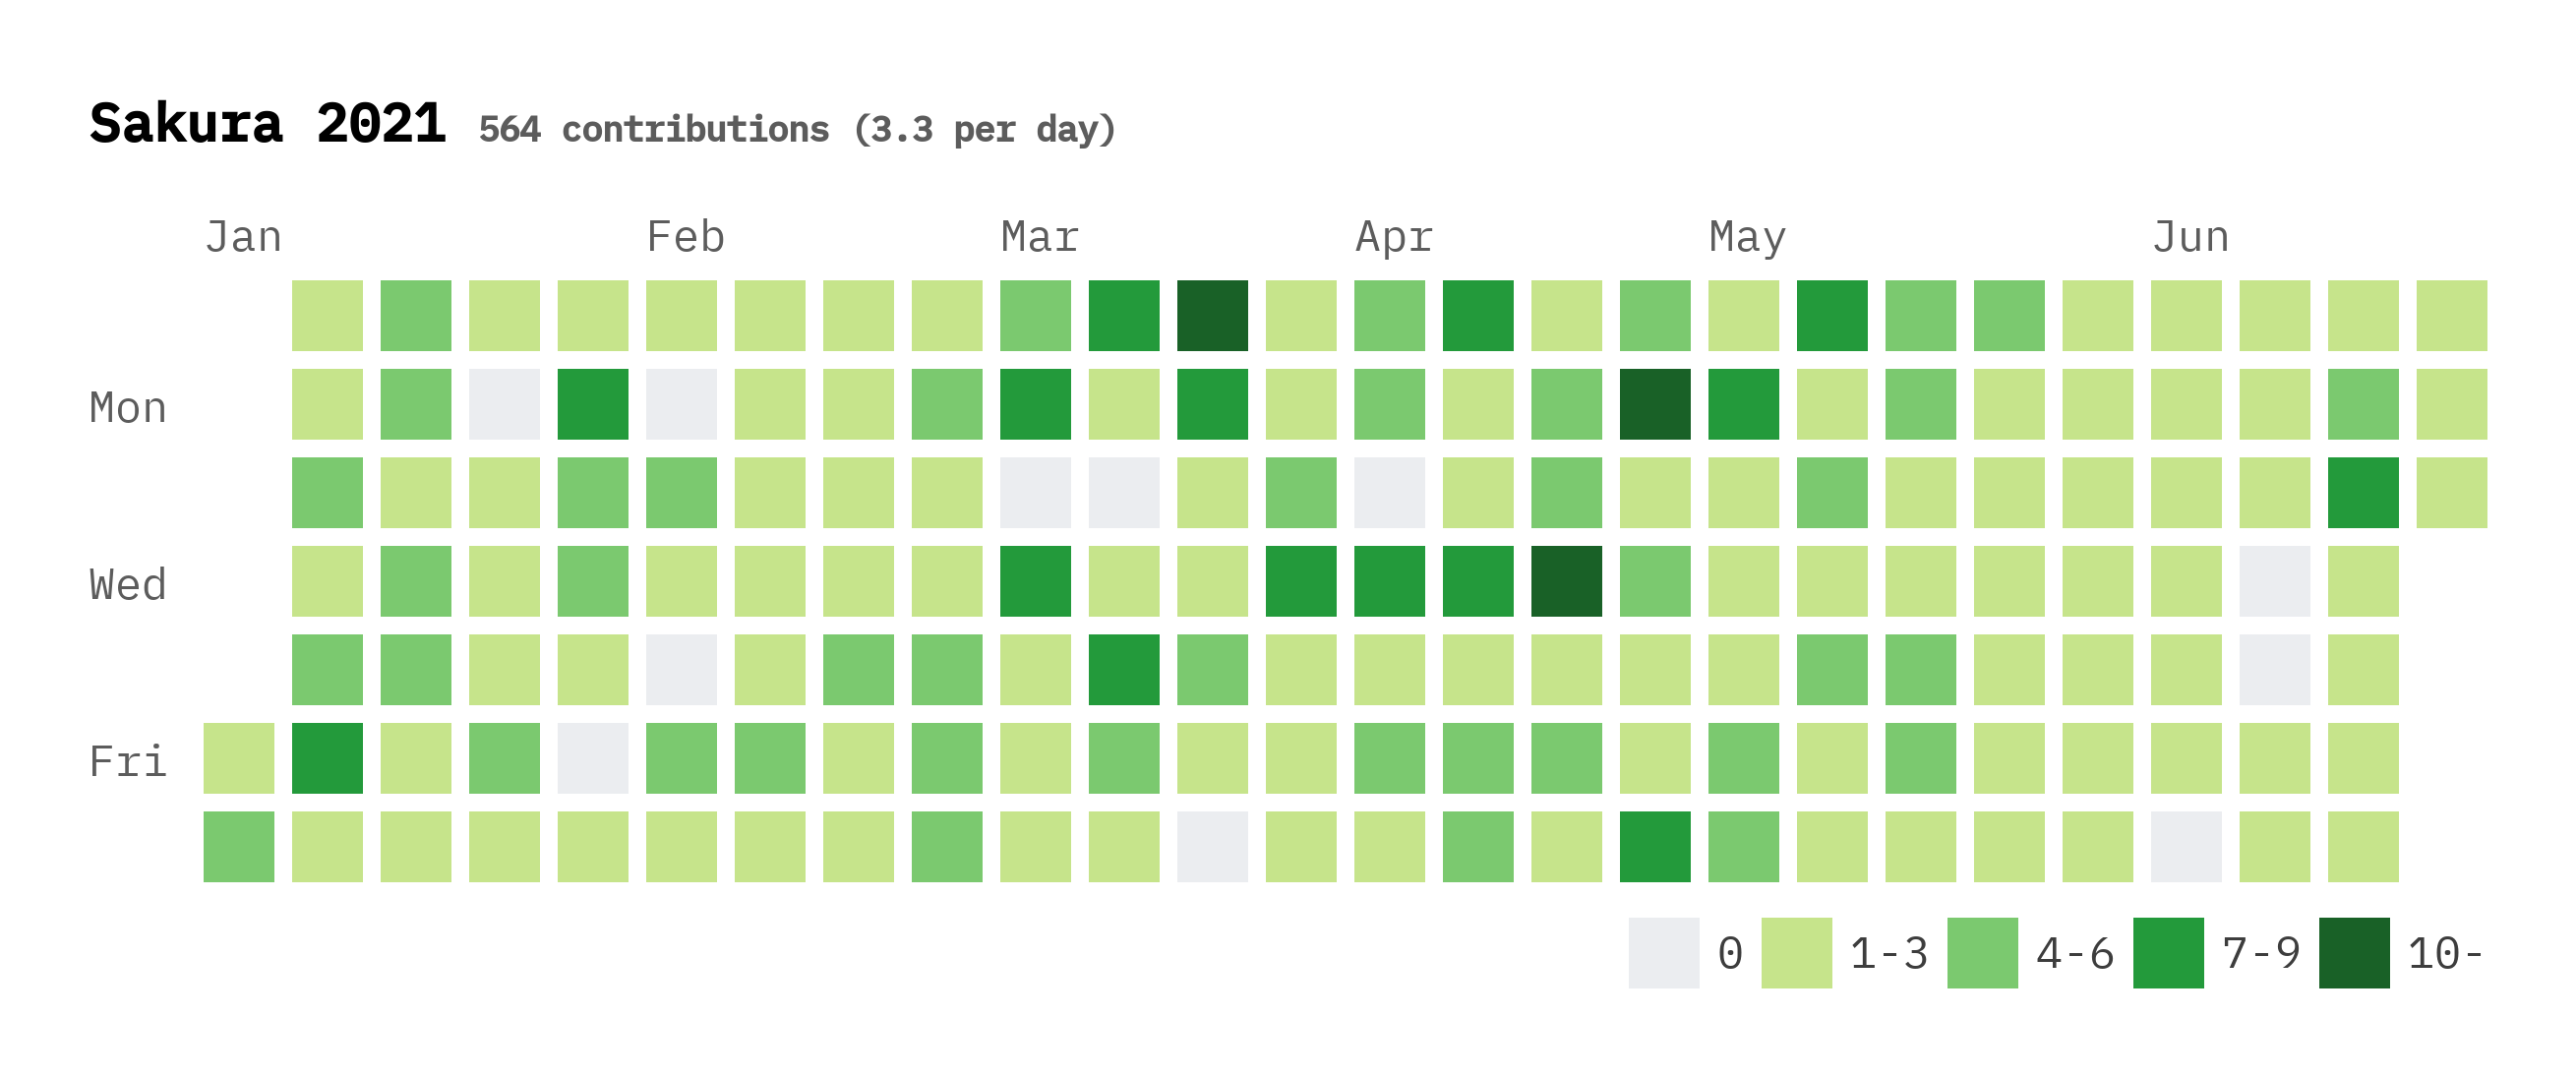 Sakura 2021 564 contributions (3.3 per day)
Jan Feb Mar Apr May Jun
Mon
Wed
Fri
0 1-3 4-6 7-9 10-